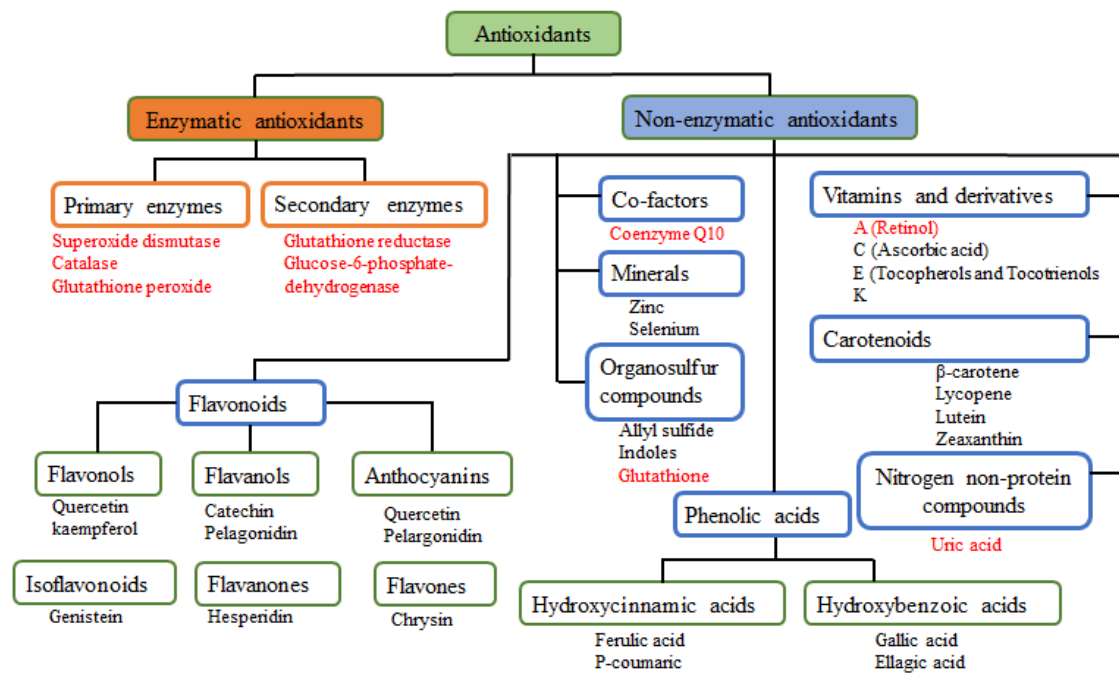 Antioxidants
Enzymatic antioxidants
Non-enzymatic antioxidants
Primary enzymes
Superoxide dismutase
Catalase
Glutathione peroxide
Secondary enzymes
Glutathione reductase
Glucose-6-phosphate-
dehydrogenase
Co-factors
Coenzyme Q10
Minerals
Zinc
Selenium
Organosulfur
compounds
Allyl sulfide
Indoles
Glutathione
Vitamins and derivatives
A (Retinol)
C (Ascorbic acid)
E (Tocopherols and Tocotrienols
K
Carotenoids
β-carotene
Lycopene
Lutein
Zeaxanthin
Nitrogen non-protein
compounds
Uric acid
Flavonoids
Flavonols
Quercetin
kaempferol
Flavanols
Catechin
Pelagonidin
Anthocyanins
Quercetin
Pelargonidin
Isoflavonoids
Genistein
Flavanones
Hesperidin
Flavones
Chrysin
Phenolic acids
Hydroxycinnamic acids
Ferulic acid
P-coumaric
Hydroxybenzoic acids
Gallic acid
Ellagic acid